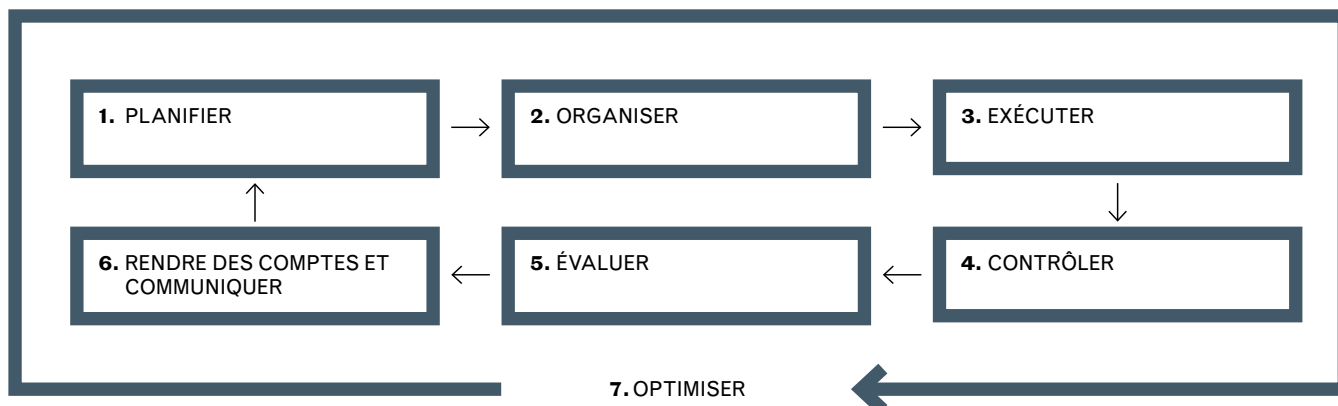 1. PLANIFIER
2. ORGANISER
3. EXÉCUTER
6. RENDRE DES COMPTES ET
COMMUNIQUER
5. ÉVALUER
4. CONTRÔLER
7. OPTIMISER